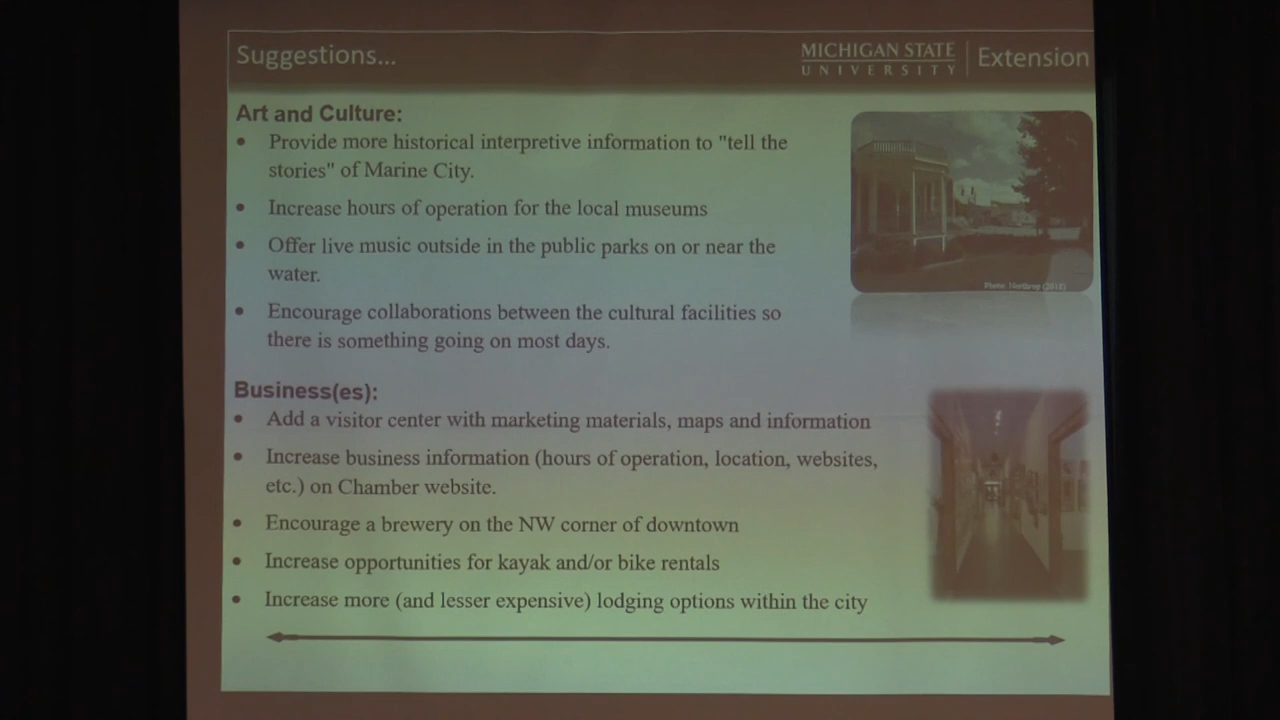 Suggestions...
MICHIGAN STATE
UNIVERSITY
Extension
Art and Culture:
• Provide more historical interpretive information to "tell the
stories" of Marine City.
• Increase hours of operation for the local museums
• Offer live music outside in the public parks on or near the
water.
• Encourage collaborations between the cultural facilities so
there is something going on most days.
Photo: Northrop (2018)
Business(es):
• Add a visitor center with marketing materials, maps and information
• Increase business information (hours of operation, location, websites,
etc.) on Chamber website.
• Encourage a brewery on the NW corner of downtown
• Increase opportunities for kayak and/or bike rentals
• Increase more (and lesser expensive) lodging options within the city